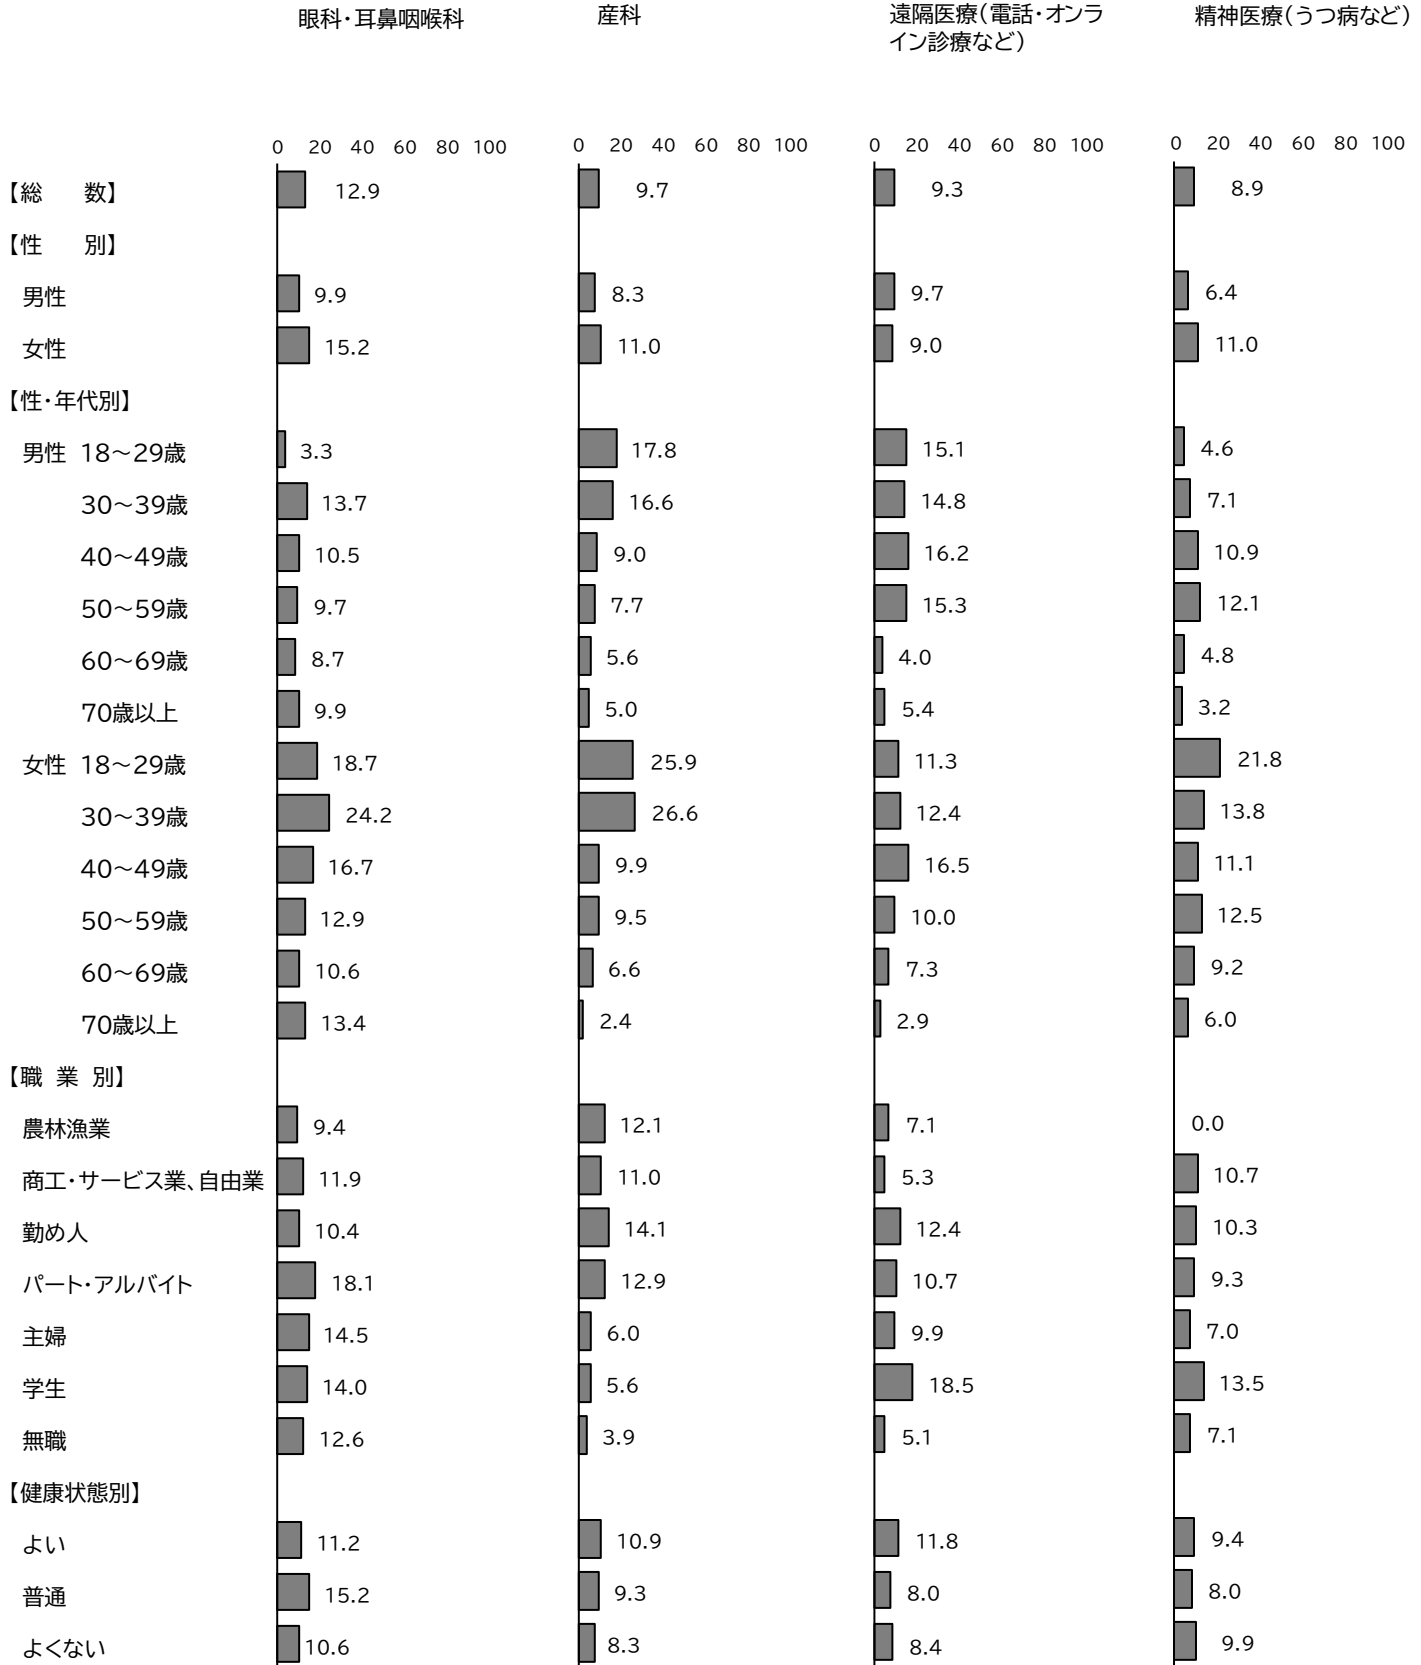 眼科・耳鼻咽喉科 産科 遠隔医療（電話・オンラ 精神医療（うつ病など）
イン診療など）
0 20 40 60 80 100 0 20 40 60 80 100 0 20 40 60 80 100 0 20 40 60 80 100
【総　　数】 12.9 9.7 9.3 8.9
【性　　別】
男性 9.9 8.3 9.7 6.4
女性 15.2 11.0 9.0 11.0
【性・年代別】
男性 18～29歳 3.3 17.8 15.1 4.6
30～39歳 13.7 16.6 14.8 7.1
40～49歳 10.5 9.0 16.2 10.9
50～59歳 9.7 7.7 15.3 12.1
60～69歳 8.7 5.6 4.0 4.8
70歳以上 9.9 5.0 5.4 3.2
女性 18～29歳 18.7 25.9 11.3 21.8
30～39歳 24.2 26.6 12.4 13.8
40～49歳 16.7 9.9 16.5 11.1
50～59歳 12.9 9.5 10.0 12.5
60～69歳 10.6 6.6 7.3 9.2
70歳以上 13.4 2.4 2.9 6.0
【職 業 別】
農林漁業 9.4 12.1 7.1 0.0
商工・サービス業、自由業 11.9 11.0 5.3 10.7
勤め人 10.4 14.1 12.4 10.3
パート・アルバイト 18.1 12.9 10.7 9.3
主婦 14.5 6.0 9.9 7.0
学生 14.0 5.6 18.5 13.5
無職 12.6 3.9 5.1 7.1
【健康状態別】
よい 11.2 10.9 11.8 9.4
普通 15.2 9.3 8.0 8.0
よくない 10.6 8.3 8.4 9.9